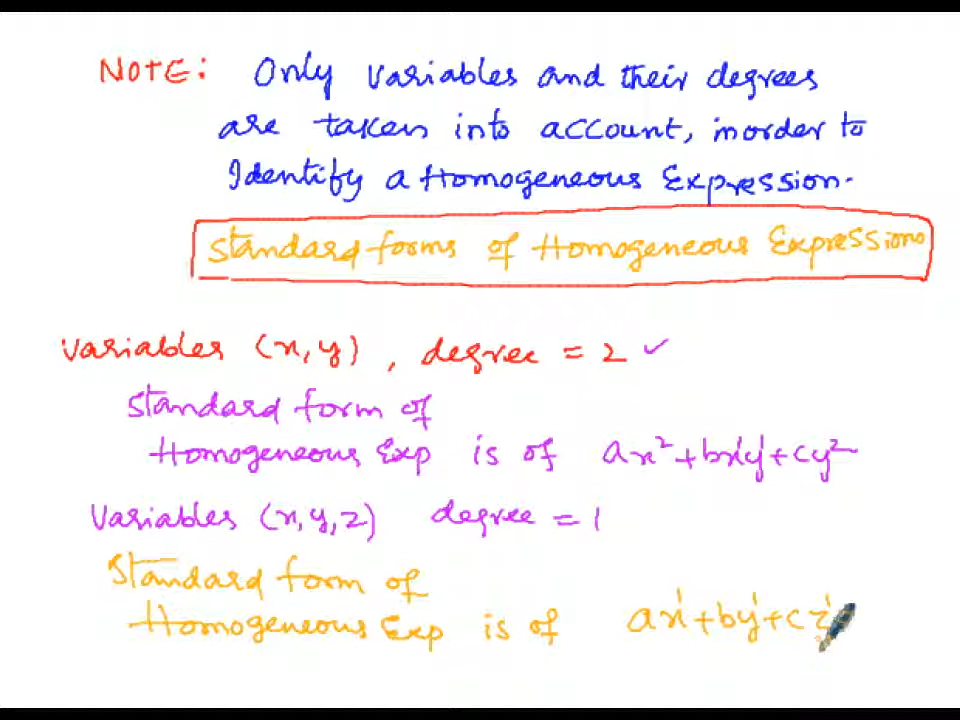 NOTE: Only variables and their degrees
are taken into account, inorder to
Identify a Homogeneous Expression.
Standard forms of Homogeneous Expressions
Variables (x,y), degree = 2 ✓
Standard form of
Homogeneous Exp is of ax²+bx¹y¹+cy²
Variables (x,y,z) degree = 1
Standard form of
Homogeneous Exp is of ax¹+by¹+cz¹